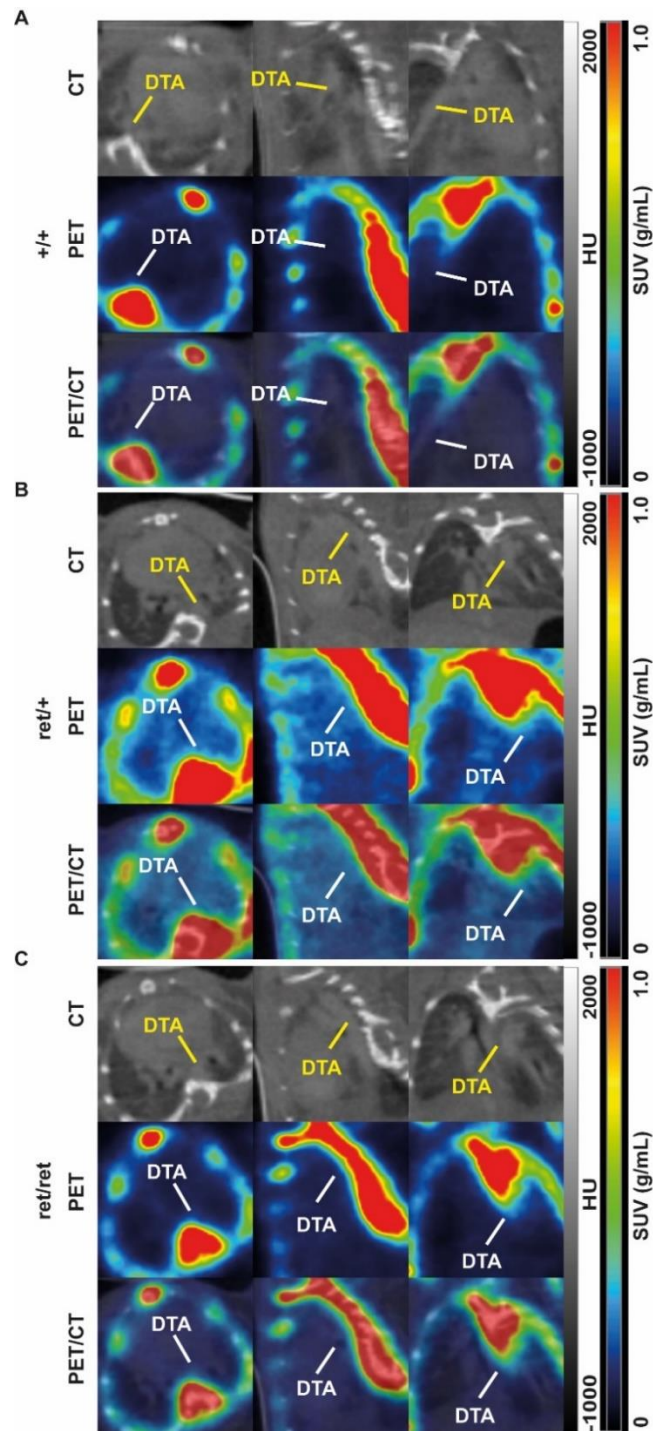 A
CT
DTA
DTA
DTA
2000
1.0
+/+
PET
DTA
DTA
DTA
HU
SUV (g/mL)
PET/CT
DTA
DTA
DTA
-1000
0
B
CT
DTA
DTA
DTA
2000
1.0
ret/+
PET
DTA
DTA
DTA
HU
SUV (g/mL)
PET/CT
DTA
DTA
DTA
-1000
0
C
CT
DTA
DTA
DTA
2000
1.0
ret/ret
PET
DTA
DTA
DTA
HU
SUV (g/mL)
PET/CT
DTA
DTA
DTA
-1000
0